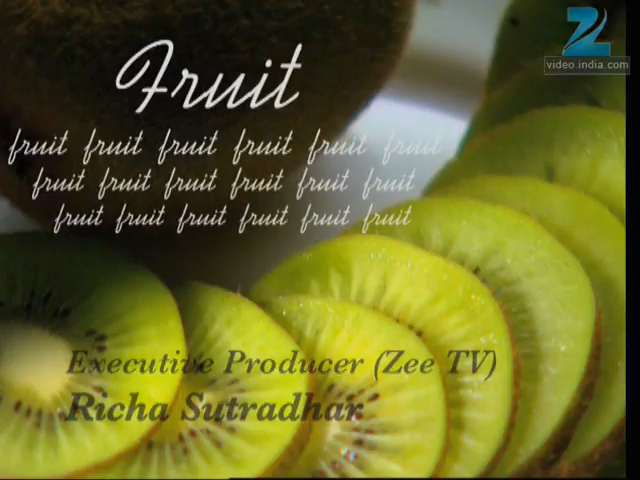 Z
video.india.com
Fruit
fruit fruit fruit fruit fruit fruit
fruit fruit fruit fruit fruit fruit
fruit fruit fruit fruit fruit fruit
Executive Producer (Zee TV)
Richa Sutradhar